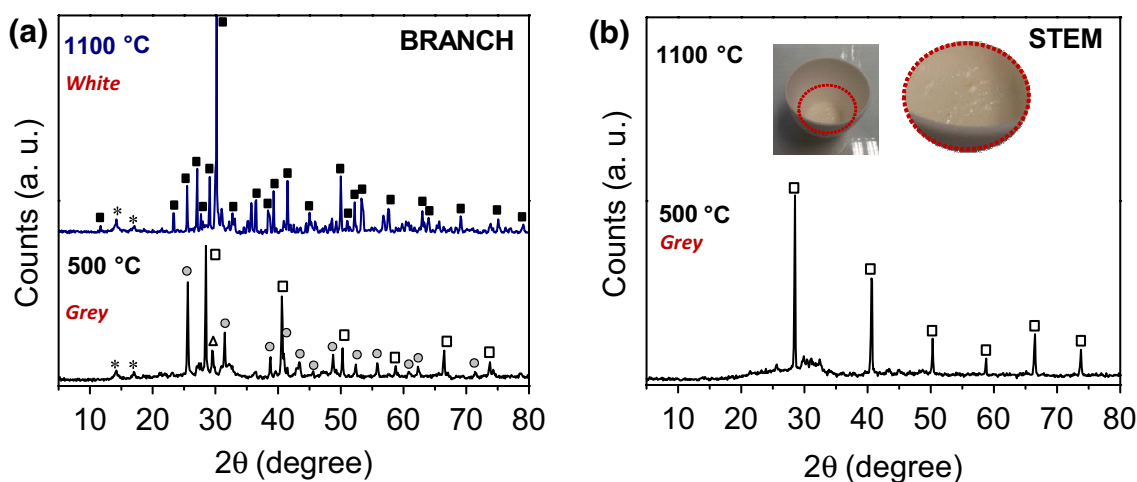 (a)
BRANCH
1100 °C
White
500 °C
Grey
Counts (a. u.)
10 20 30 40 50 60 70 80
2θ (degree)
(b)
STEM
1100 °C
500 °C
Grey
Counts (a. u.)
10 20 30 40 50 60 70 80
2θ (degree)